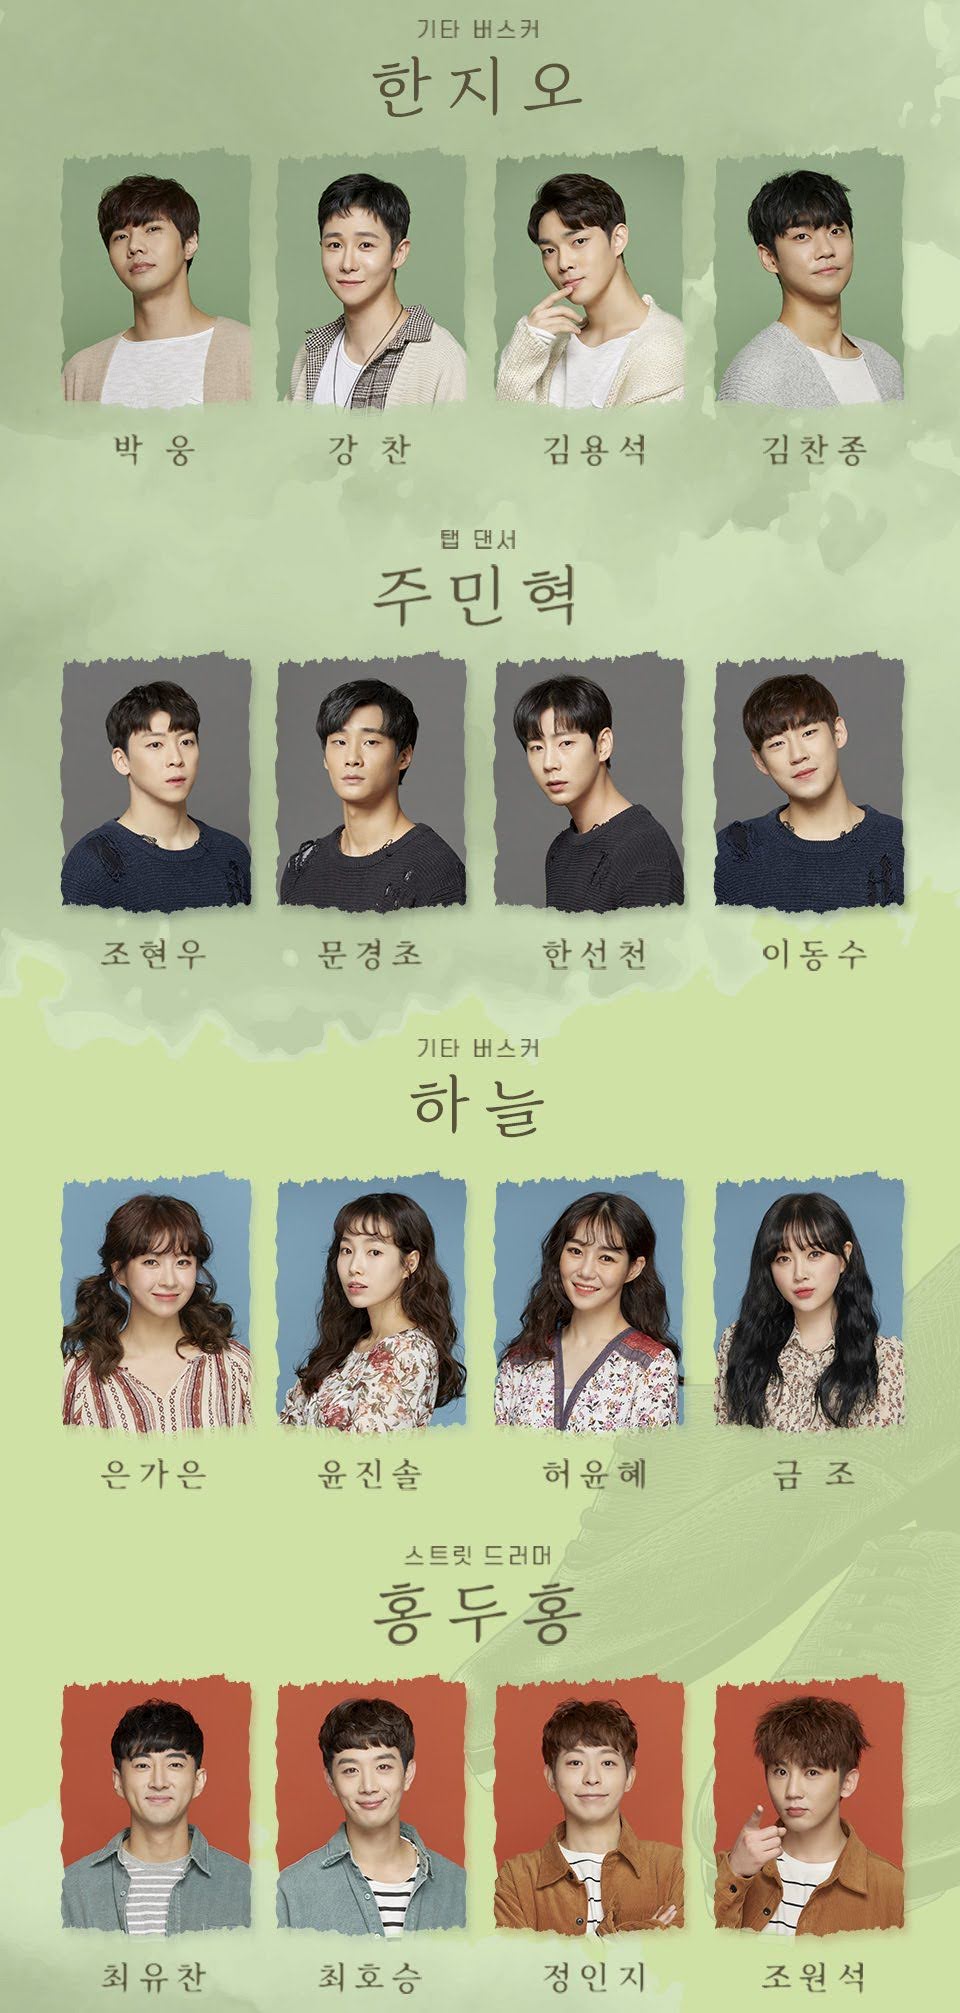 기타 버스커
한지오
박 웅
강 찬
김용석
김찬종
탭 댄서
주민혁
조현우
문경초
한선천
이동수
기타 버스커
하늘
은가은
윤진솔
허윤혜
금 조
스트릿 드러머
홍두홍
최유찬
최호승
정인지
조원석